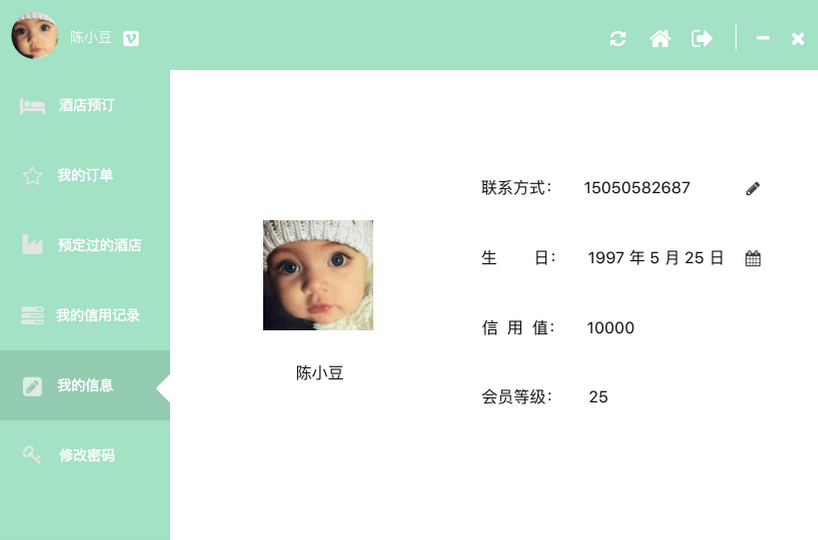 陈小豆
酒店预订
我的订单
预定过的酒店
我的信用记录
我的信息
修改密码
陈小豆
联系方式： 15050582687
生 日： 1997 年 5 月 25 日
信 用 值： 10000
会员等级： 25